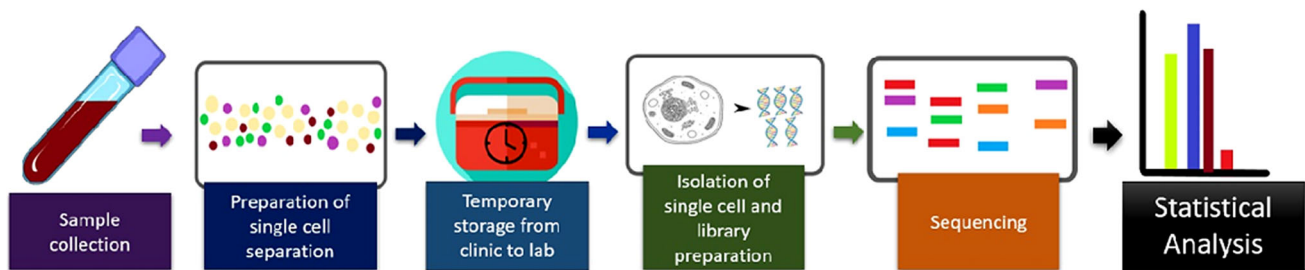 Sample
collection
Preparation of
single cell
separation
Temporary
storage from
clinic to lab
Isolation of
single cell and
library
preparation
Sequencing
Statistical
Analysis